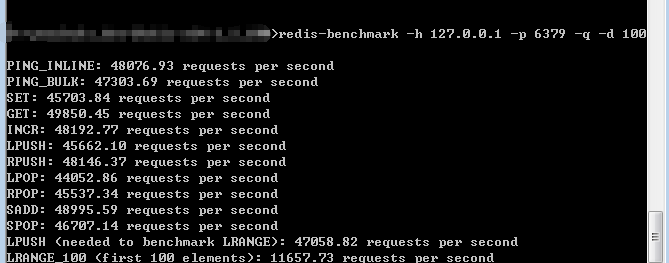 >redis-benchmark -h 127.0.0.1 -p 6379 -q -d 100
PING_INLINE: 48076.93 requests per second
PING_BULK: 47303.69 requests per second
SET: 45703.84 requests per second
GET: 49850.45 requests per second
INCR: 48192.77 requests per second
LPUSH: 45662.10 requests per second
RPUSH: 48146.37 requests per second
LPOP: 44052.86 requests per second
RPOP: 45537.34 requests per second
SADD: 48995.59 requests per second
SPOP: 46707.14 requests per second
LPUSH (needed to benchmark LRANGE): 47058.82 requests per second
LRANGE_100 (first 100 elements): 11657.73 requests per second